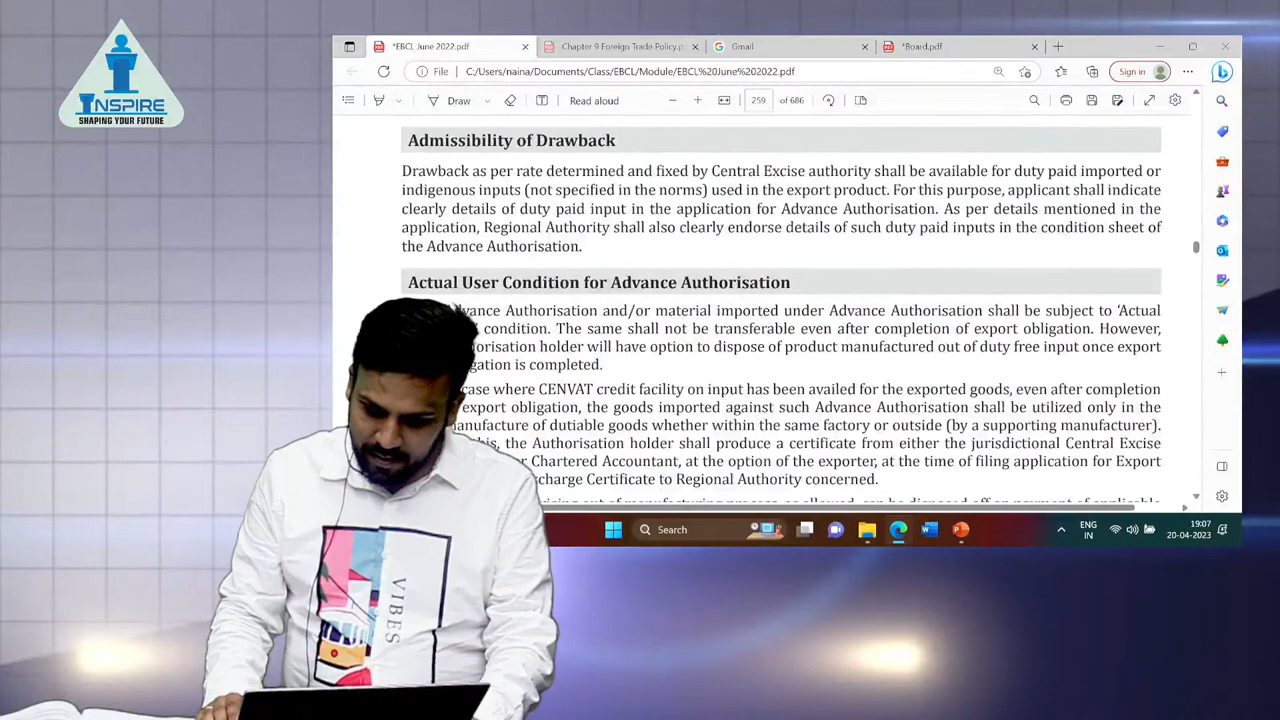 INSPIRE
SHAPING YOUR FUTURE
*EBCL June 2022.pdf
Chapter 9 Foreign Trade Policy.p
Gmail
*Board.pdf
File
C:/Users/naina/Documents/Class/EBCL/Module/EBCL%20June%202022.pdf
Sign in
Draw
Read aloud
259
of 686
Admissibility of Drawback
Drawback as per rate determined and fixed by Central Excise authority shall be available for duty paid imported or
indigenous inputs (not specified in the norms) used in the export product. For this purpose, applicant shall indicate
clearly details of duty paid input in the application for Advance Authorisation. As per details mentioned in the
application, Regional Authority shall also clearly endorse details of such duty paid inputs in the condition sheet of
the Advance Authorisation.
Actual User Condition for Advance Authorisation
vance Authorisation and/or material imported under Advance Authorisation shall be subject to ‘Actual
condition. The same shall not be transferable even after completion of export obligation. However,
orisation holder will have option to dispose of product manufactured out of duty free input once export
gation is completed.
case where CENVAT credit facility on input has been availed for the exported goods, even after completion
export obligation, the goods imported against such Advance Authorisation shall be utilized only in the
anufacture of dutiable goods whether within the same factory or outside (by a supporting manufacturer).
his, the Authorisation holder shall produce a certificate from either the jurisdictional Central Excise
or Chartered Accountant, at the option of the exporter, at the time of filing application for Export
scharge Certificate to Regional Authority concerned.
Search
ENG
IN
19:07
20-04-2023
VIBES